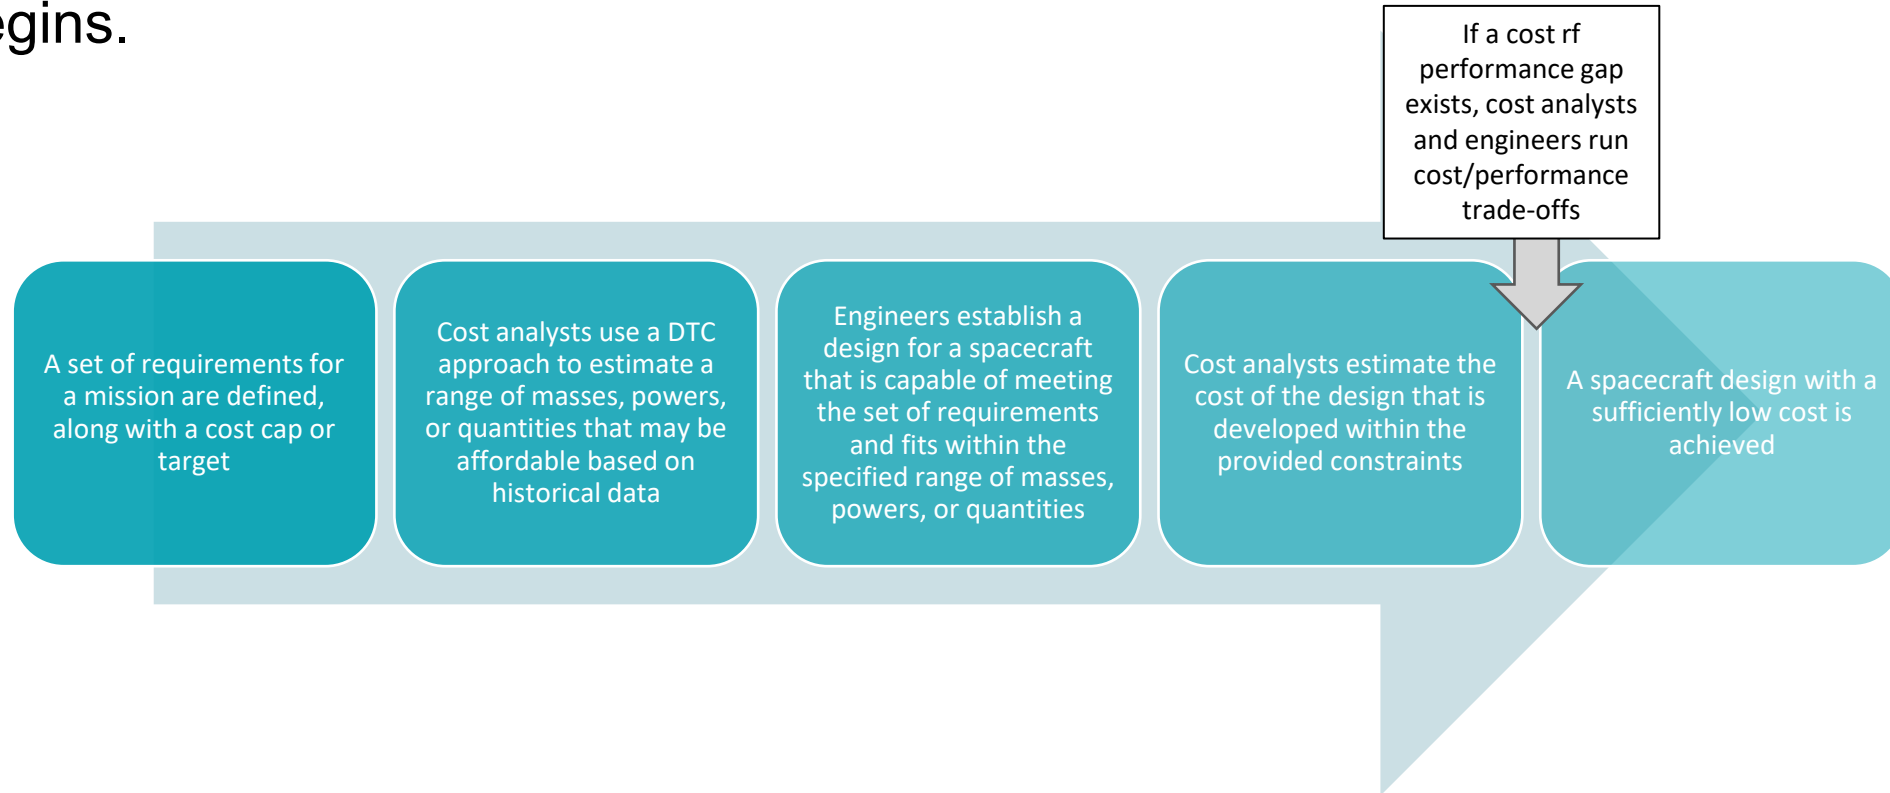 egins.
If a cost rf
performance gap
exists, cost analysts
and engineers run
cost/performance
trade-offs
A set of requirements for
a mission are defined,
along with a cost cap or
target
Cost analysts use a DTC
approach to estimate a
range of masses, powers,
or quantities that may be
affordable based on
historical data
Engineers establish a
design for a spacecraft
that is capable of meeting
the set of requirements
and fits within the
specified range of masses,
powers, or quantities
Cost analysts estimate the
cost of the design that is
developed within the
provided constraints
A spacecraft design with a
sufficiently low cost is
achieved